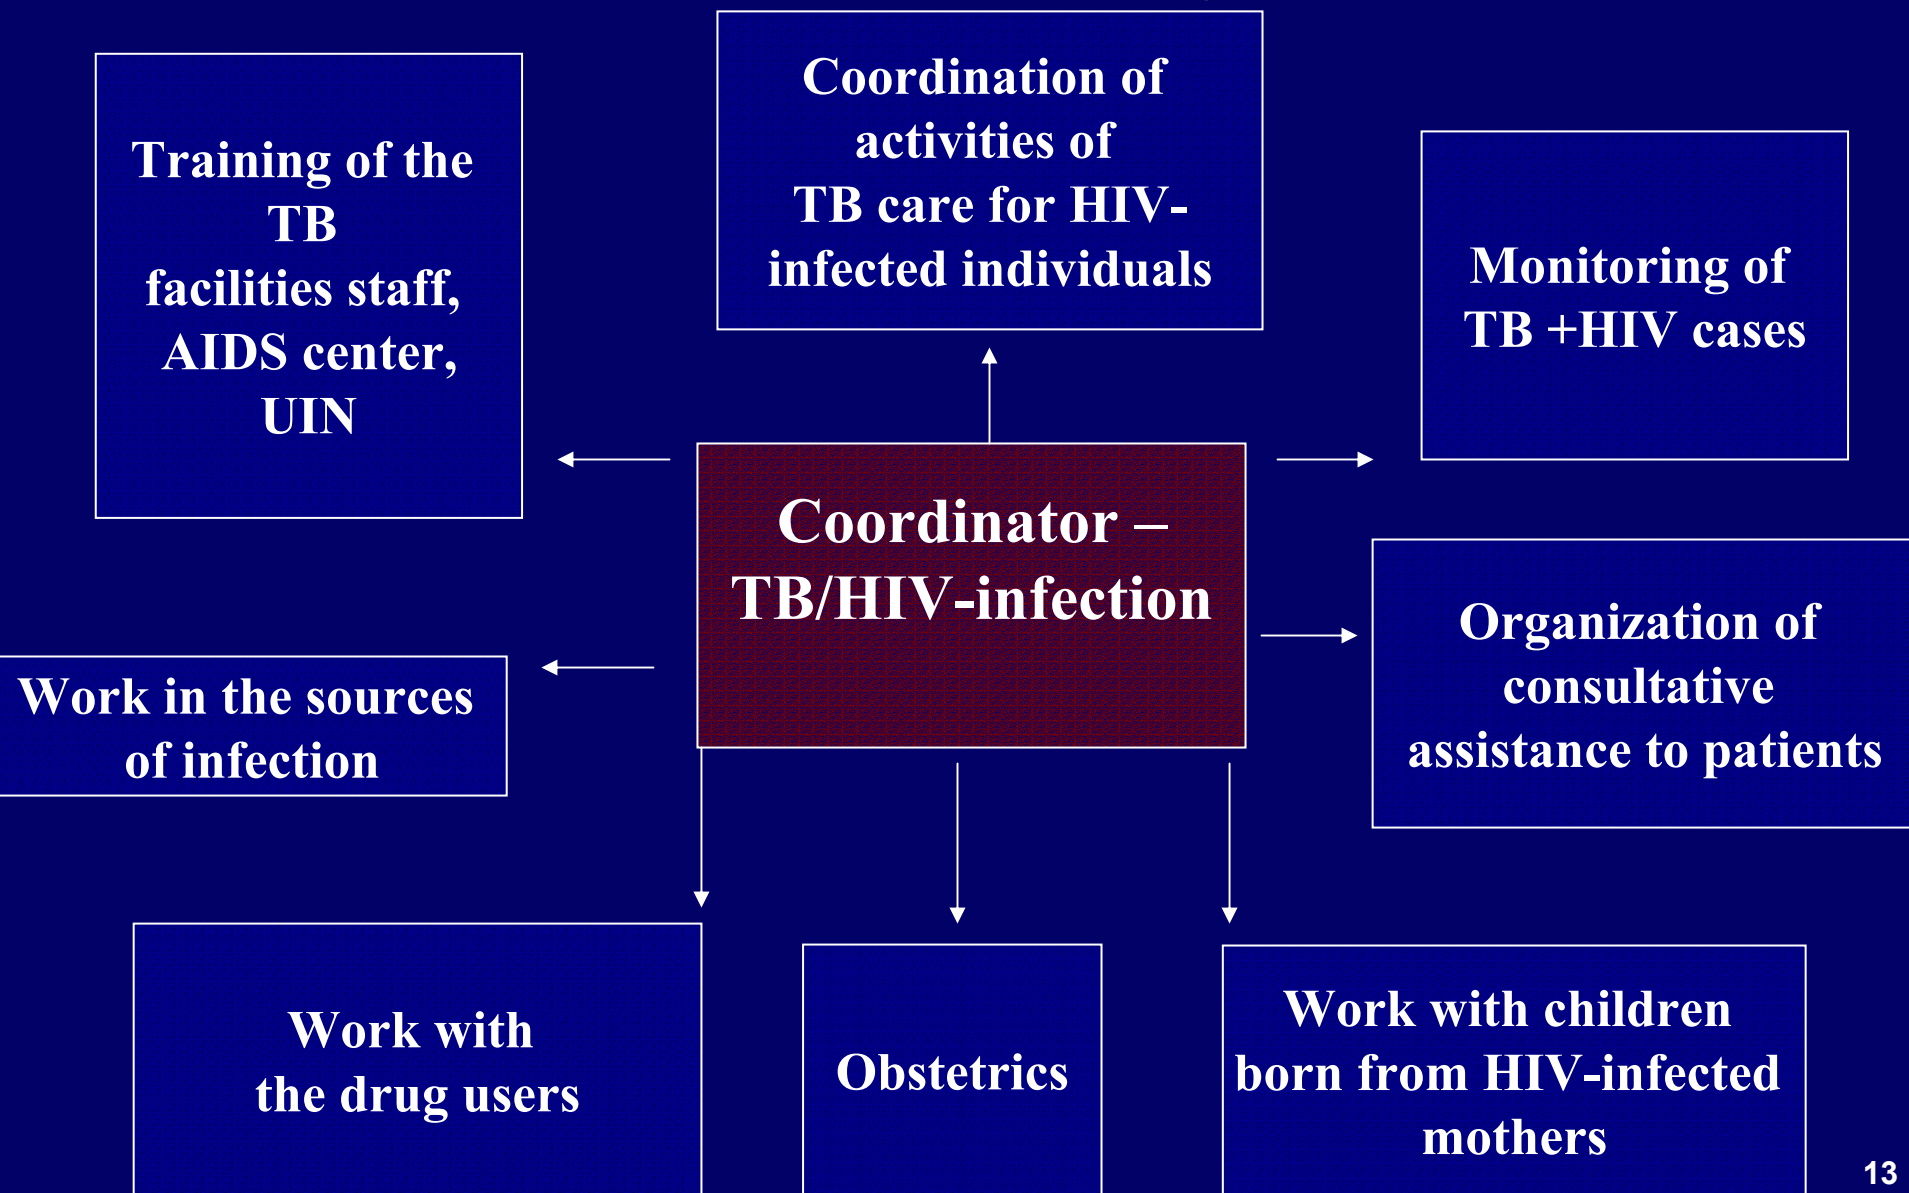 Coordination of
activities of
TB care for HIV-
infected individuals
Training of the
TB
facilities staff,
AIDS center,
UIN
Monitoring of
TB +HIV cases
Coordinator –
TB/HIV-infection
Organization of
consultative
assistance to patients
Work in the sources
of infection
Work with
the drug users
Obstetrics
Work with children
born from HIV-infected
mothers
13